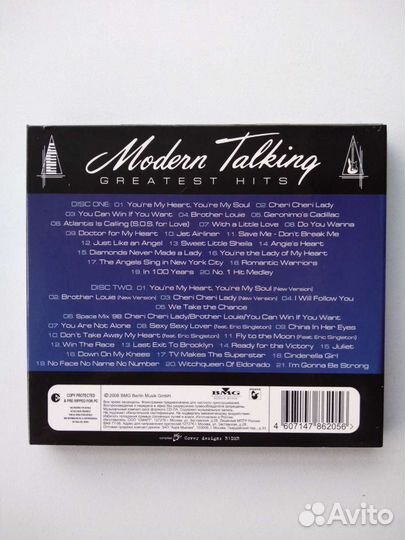 Modern Talking
GREATEST HITS
DISC ONE: 01 You're My Heart, You're My Soul 02 Cheri Cheri Lady
03 You Can Win If You Want 04 Brother Louie 05 Geronimo's Cadillac
06 Atlantis Is Calling (S.O.S. for Love) 07 With a Little Love 08 Do You Wanna
09 Doctor for My Heart 10 Jet Airliner 11 Save Me - Don't Break Me
12 Just Like an Angel 13 Sweet Little Sheila 14 Angie's Heart
15 Diamonds Never Made a Lady 16 You're the Lady of My Heart
17 The Angels Sing in New York City 18 Romantic Warriors
19 In 100 Years 20 No. 1 Hit Medley
DISC TWO: 01 You're My Heart, You're My Soul (New Version)
02 Brother Louie (New Version) 03 Cheri Cheri Lady (New Version) 04 I Will Follow You
05 We Take the Chance
06 Space Mix '98 Cheri Cheri Lady/Brother Louie/You Can Win If You Want
07 You Are Not Alone 08 Sexy Sexy Lover (feat. Eric Singleton) 09 China In Her Eyes
10 Don't Take Away My Heart (feat. Eric Singleton) 11 Fly to the Moon (feat. Eric Singleton)
12 Win The Race 13 Last Exit To Brooklyn 14 Ready for the Victory 15 Juliet
16 Down On My Knees 17 TV Makes The Superstar 18 Cinderella Girl
19 No Face No Name No Number 20 Witchqueen Of Eldorado 21 I'm Gonna Be Strong
COPY PROTECTED
BMG
4 607147 862056
Cover design:
Avito